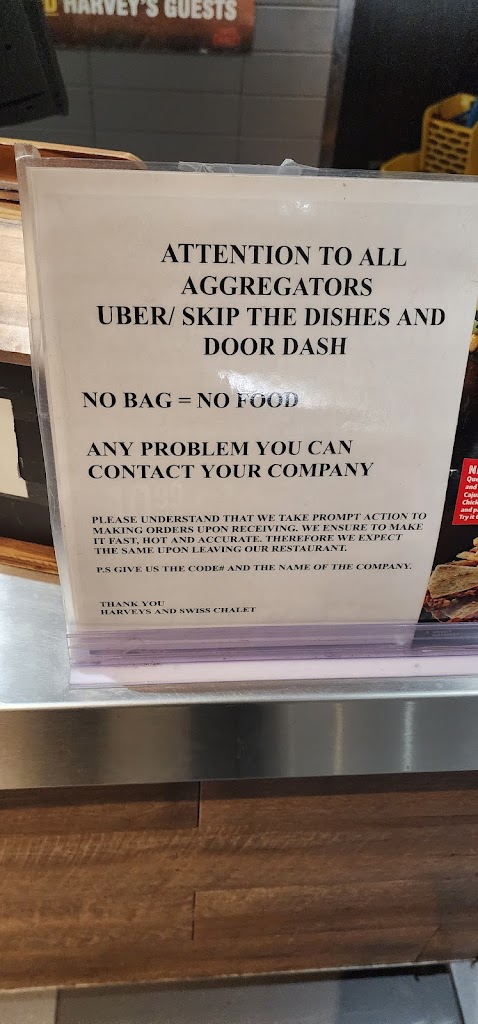 HARVEY'S GUESTS
ATTENTION TO ALL
AGGREGATORS
UBER/ SKIP THE DISHES AND
DOOR DASH
NO BAG = NO FOOD
ANY PROBLEM YOU CAN
CONTACT YOUR COMPANY
PLEASE UNDERSTAND THAT WE TAKE PROMPT ACTION TO
MAKING ORDERS UPON RECEIVING. WE ENSURE TO MAKE
IT FAST, HOT AND ACCURATE. THEREFORE WE EXPECT
THE SAME UPON LEAVING OUR RESTAURANT.
P.S GIVE US THE CODE# AND THE NAME OF THE COMPANY.
THANK YOU
HARVEYS AND SWISS CHALET
and
Try it